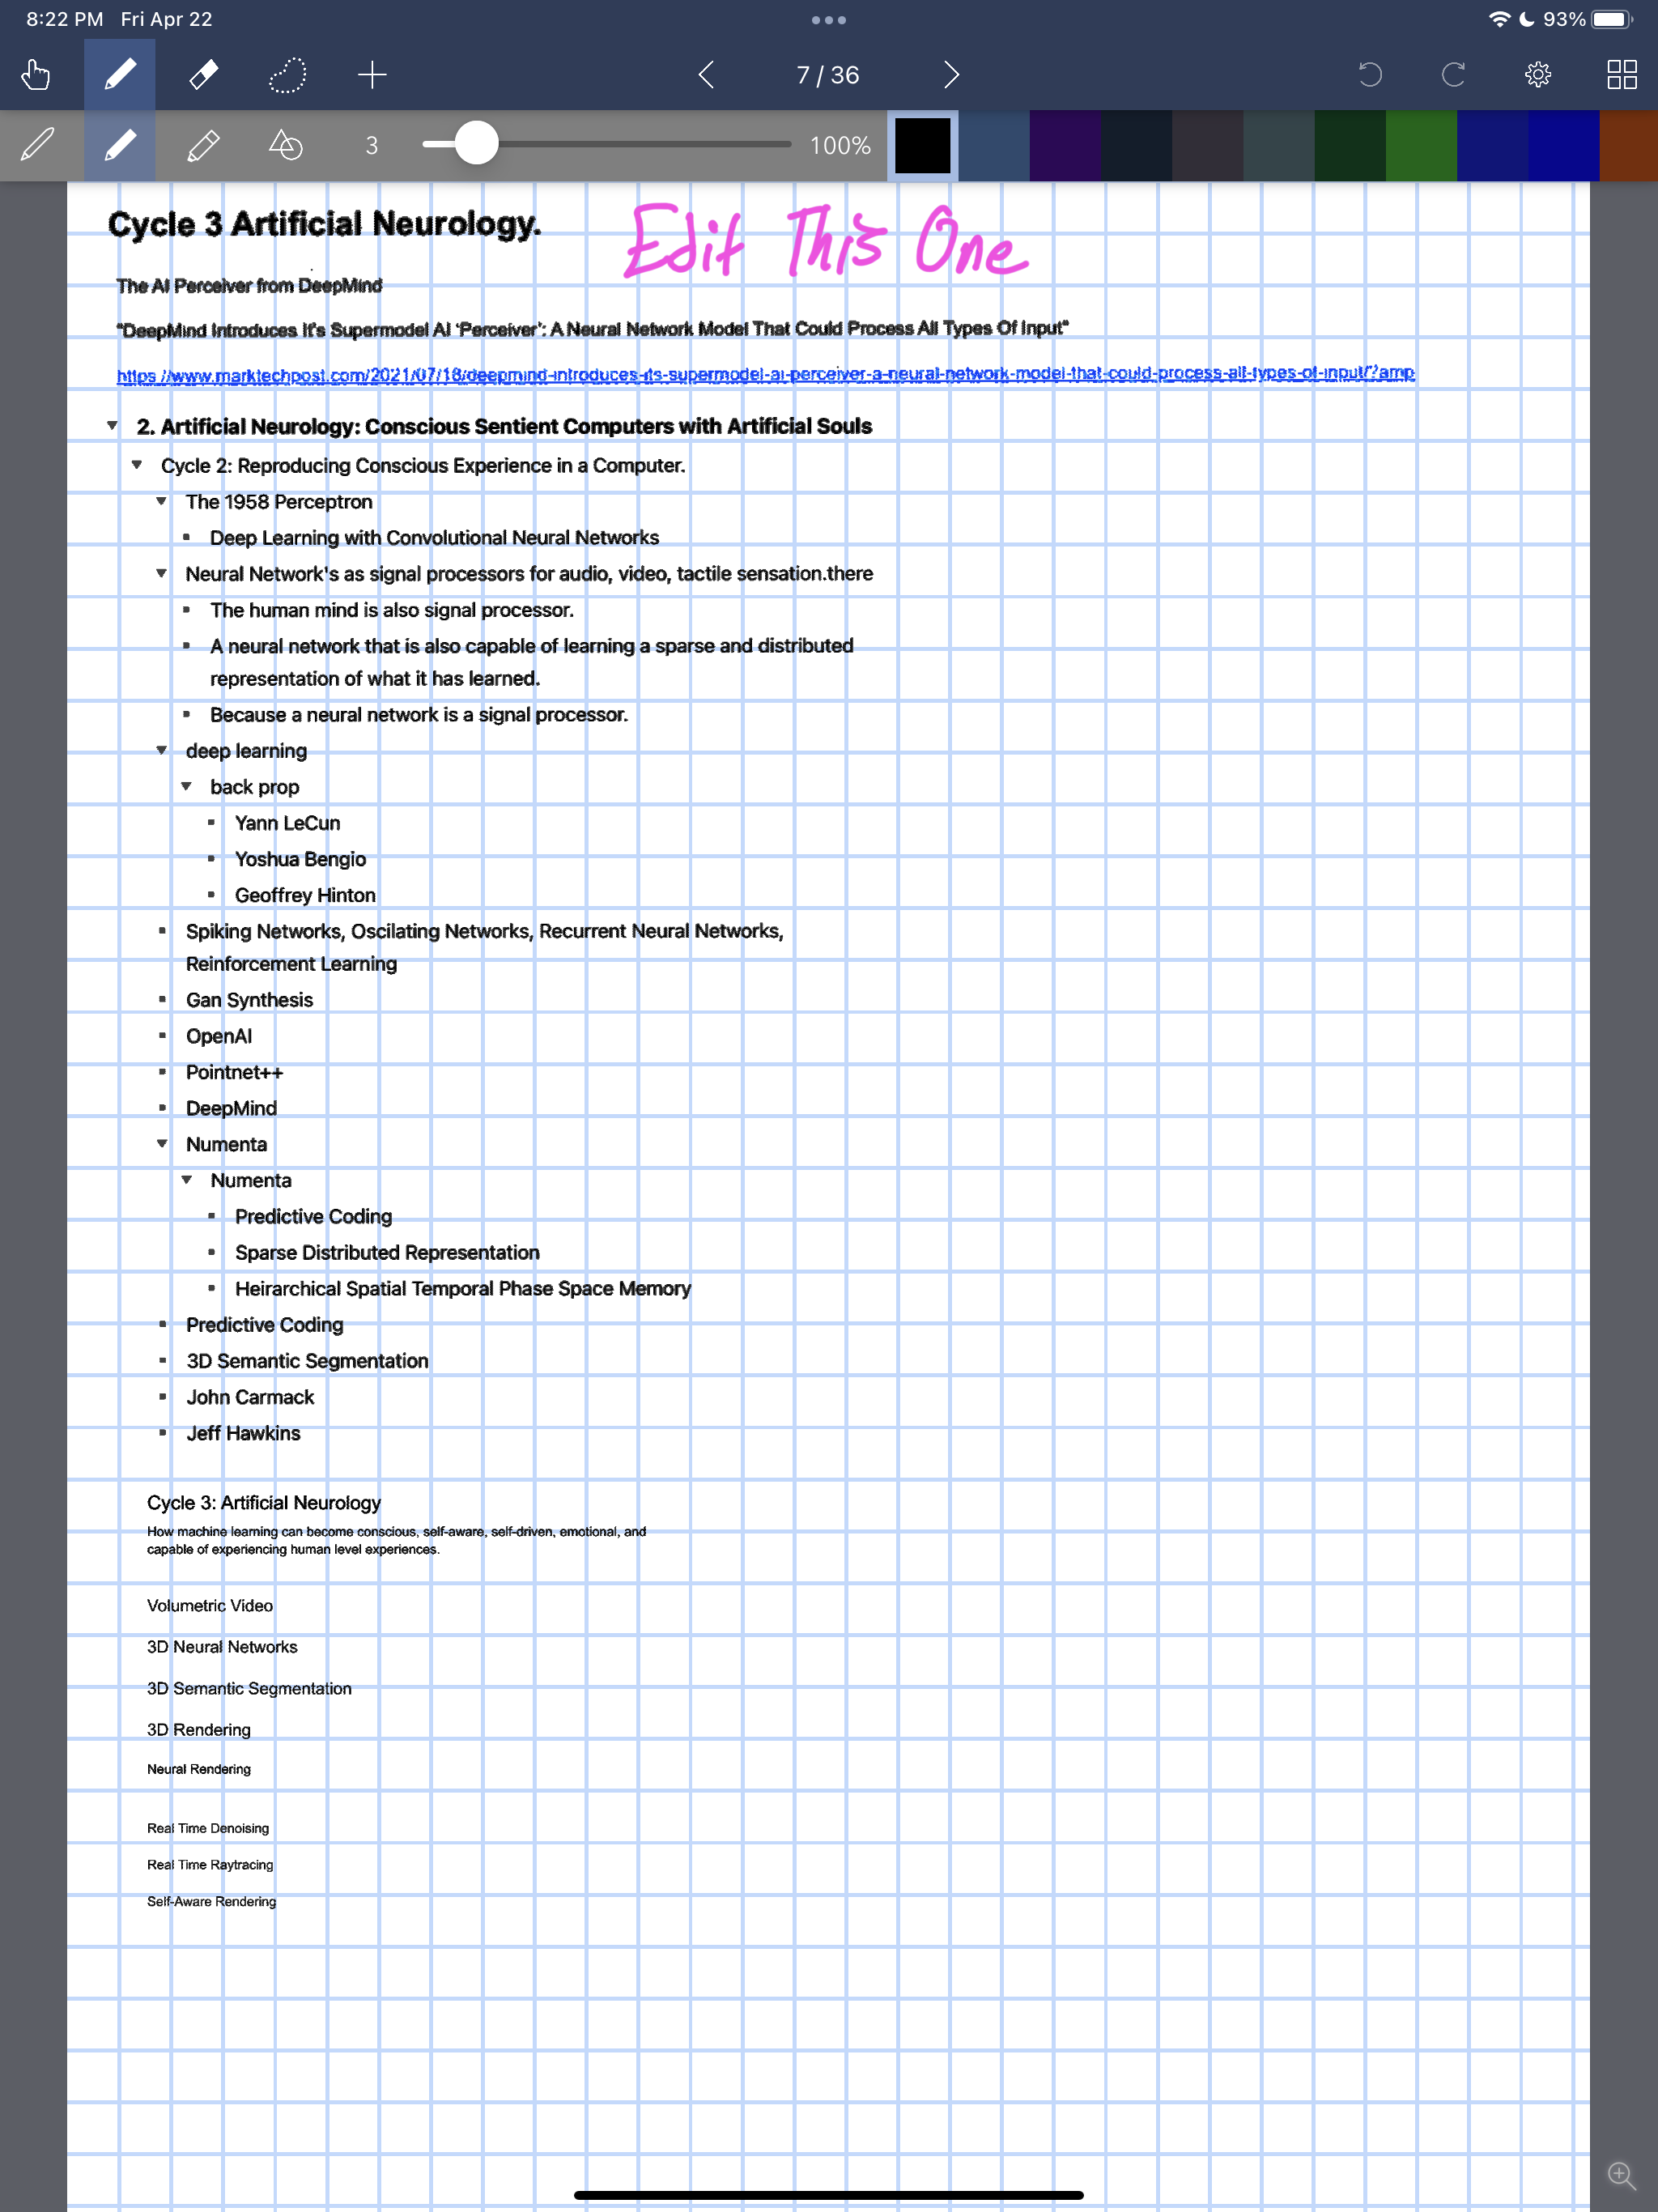 8:22 PM Fri Apr 22
93%
7 / 36
3
100%
Cycle 3 Artificial Neurology.
Edit This One
The AI Perceiver from DeepMind
"DeepMind Introduces It's Supermodel AI 'Perceiver': A Neural Network Model That Could Process All Types Of Input"
https://www.marktechpost.com/2021/07/18/deepmind-introduces-its-supermodel-ai-perceiver-a-neural-network-model-that-could-process-all-types-of-input/?amp
2. Artificial Neurology: Conscious Sentient Computers with Artificial Souls
Cycle 2: Reproducing Conscious Experience in a Computer.
The 1958 Perceptron
Deep Learning with Convolutional Neural Networks
Neural Network's as signal processors for audio, video, tactile sensation.there
The human mind is also signal processor.
A neural network that is also capable of learning a sparse and distributed
representation of what it has learned.
Because a neural network is a signal processor.
deep learning
back prop
Yann LeCun
Yoshua Bengio
Geoffrey Hinton
Spiking Networks, Oscilating Networks, Recurrent Neural Networks,
Reinforcement Learning
Gan Synthesis
OpenAI
Pointnet++
DeepMind
Numenta
Numenta
Predictive Coding
Sparse Distributed Representation
Heirarchical Spatial Temporal Phase Space Memory
Predictive Coding
3D Semantic Segmentation
John Carmack
Jeff Hawkins
Cycle 3: Artificial Neurology
How machine learning can become conscious, self-aware, self-driven, emotional, and
capable of experiencing human level experiences.
Volumetric Video
3D Neural Networks
3D Semantic Segmentation
3D Rendering
Neural Rendering
Real Time Denoising
Real Time Raytracing
Self-Aware Rendering